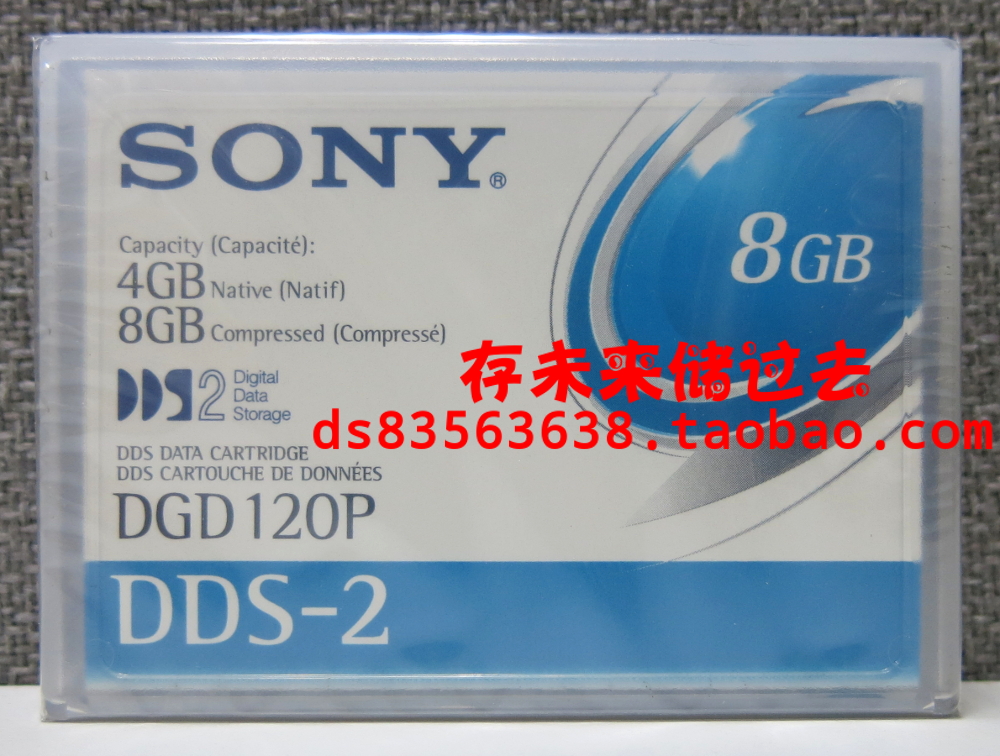 SONY®
8GB
Capacity (Capacité):
4GB Native (Natif)
8GB Compressed (Compressé)
存未来储过去
DDS2 Digital
Data
Storage
ds83563638.taobao.com
DDS DATA CARTRIDGE
DDS CARTOUCHE DE DONNÉES
DGD120P
DDS-2